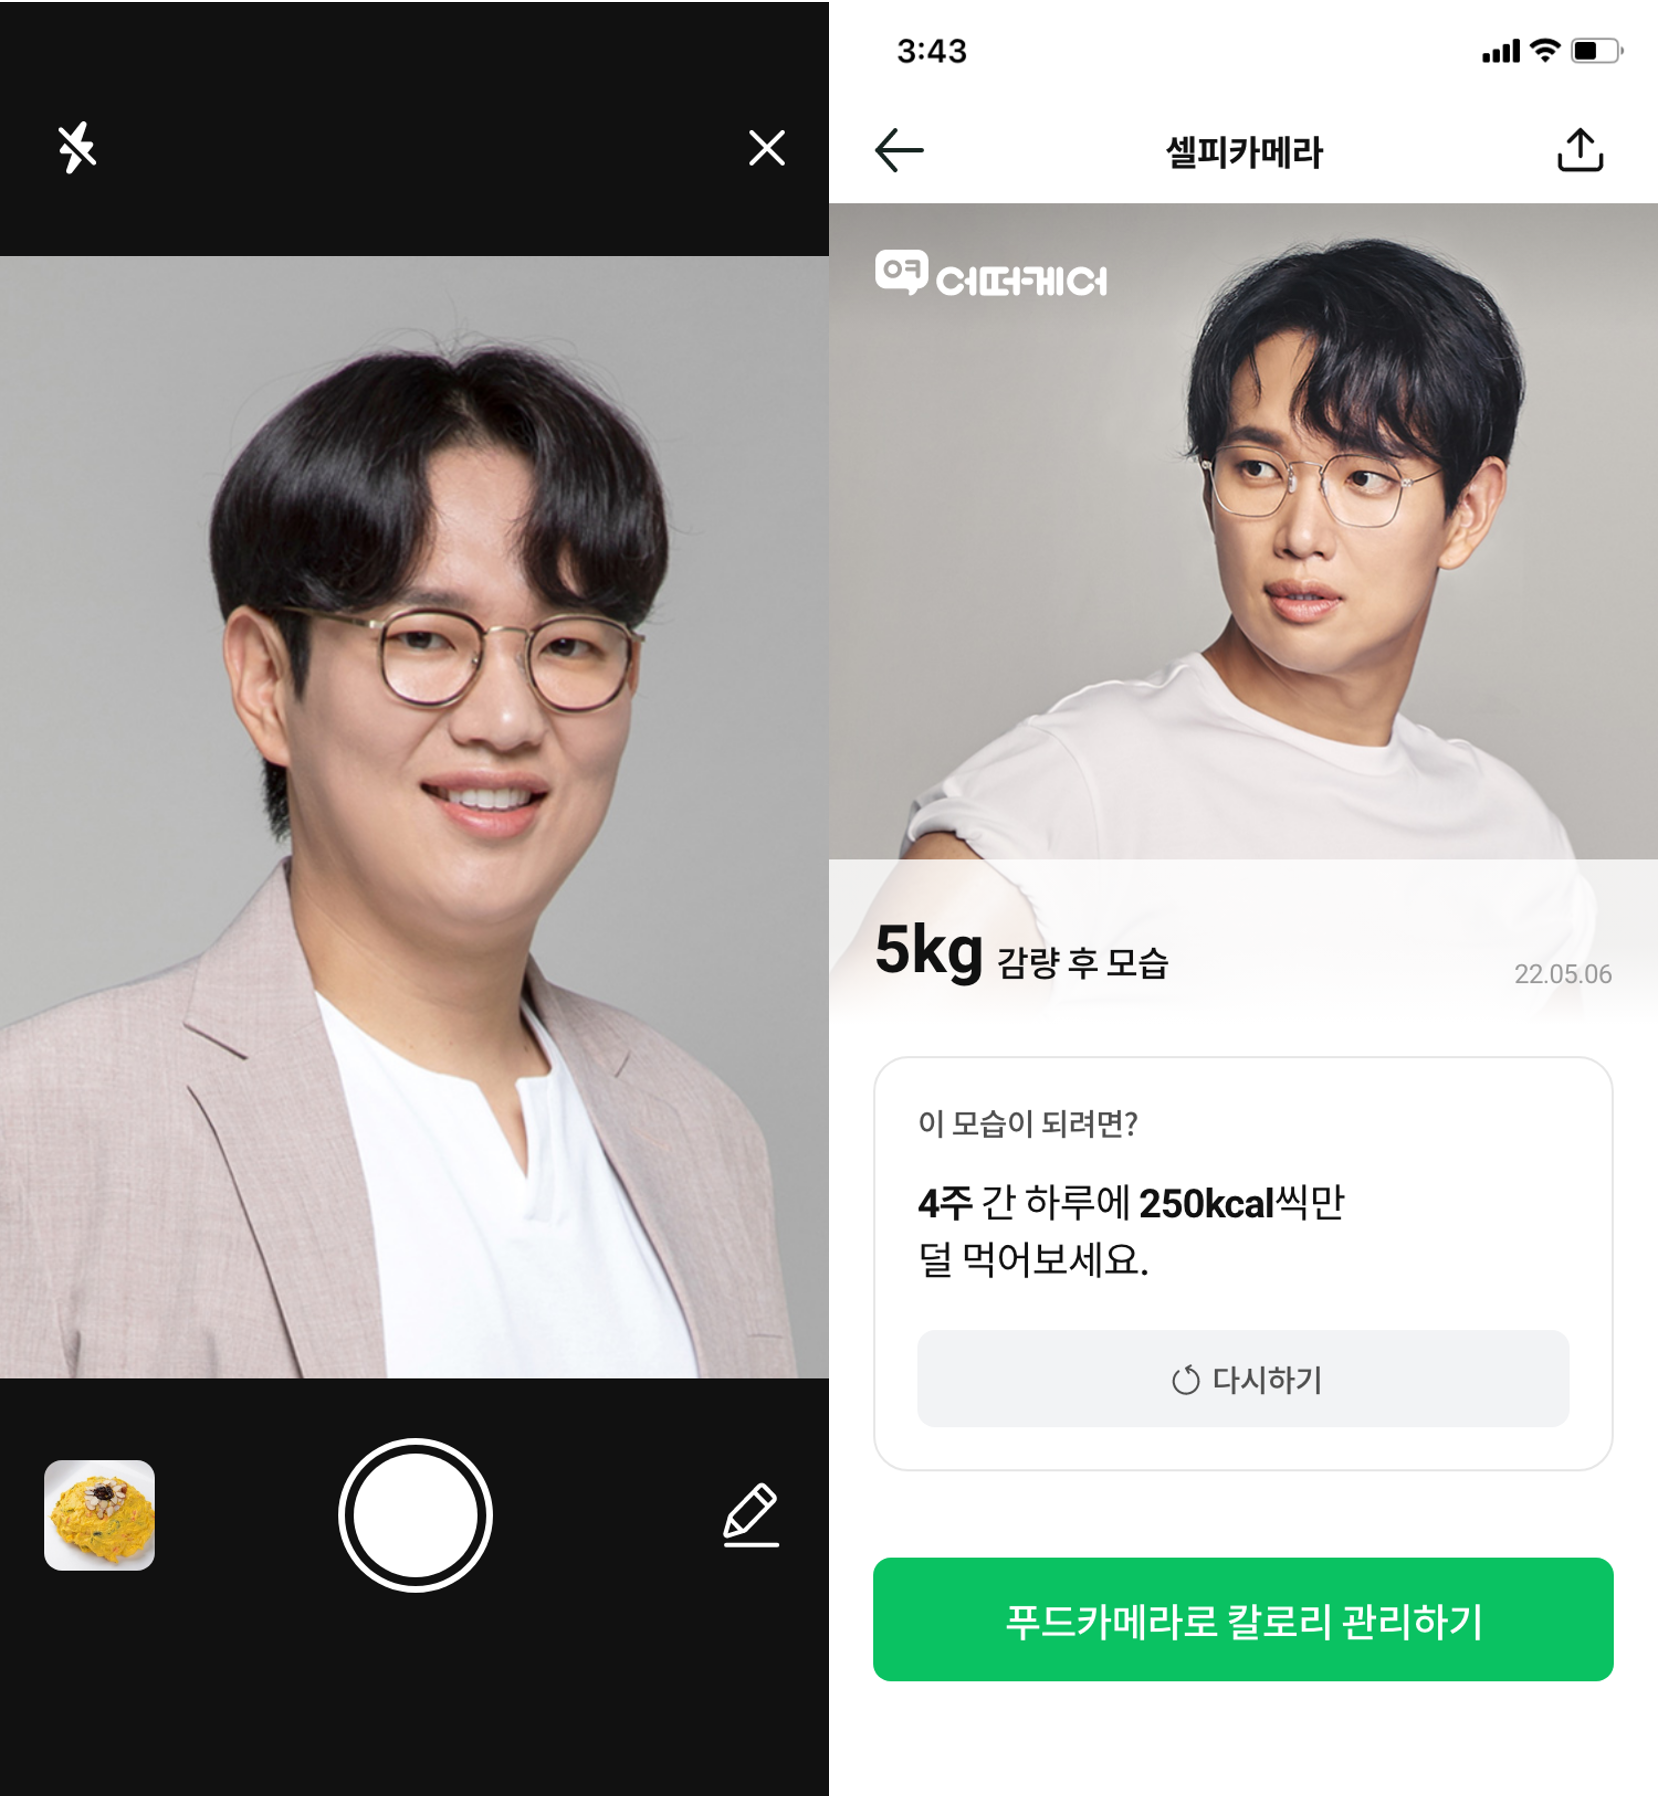 3:43
셀피카메라
어케 어떠케어
5kg 감량 후 모습
22.05.06
이 모습이 되려면?
4주 간 하루에 250kcal씩만
덜 먹어보세요.
다시하기
푸드카메라로 칼로리 관리하기